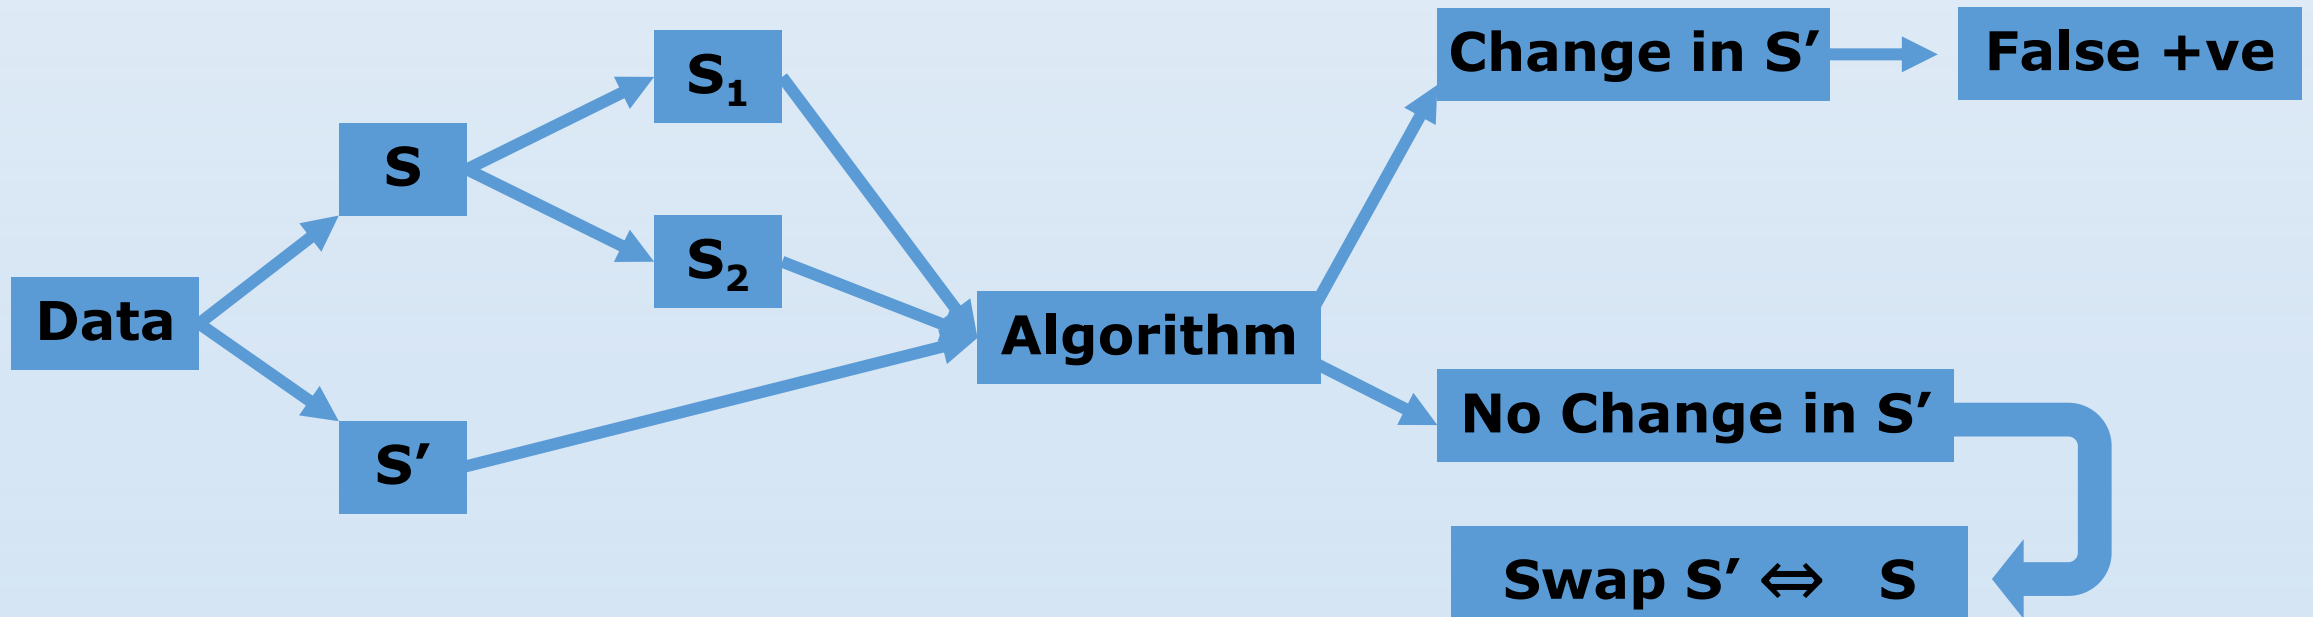 Data
S
S′
S₁
S₂
Algorithm
Change in S′
False +ve
No Change in S′
Swap S′ ⇔ S